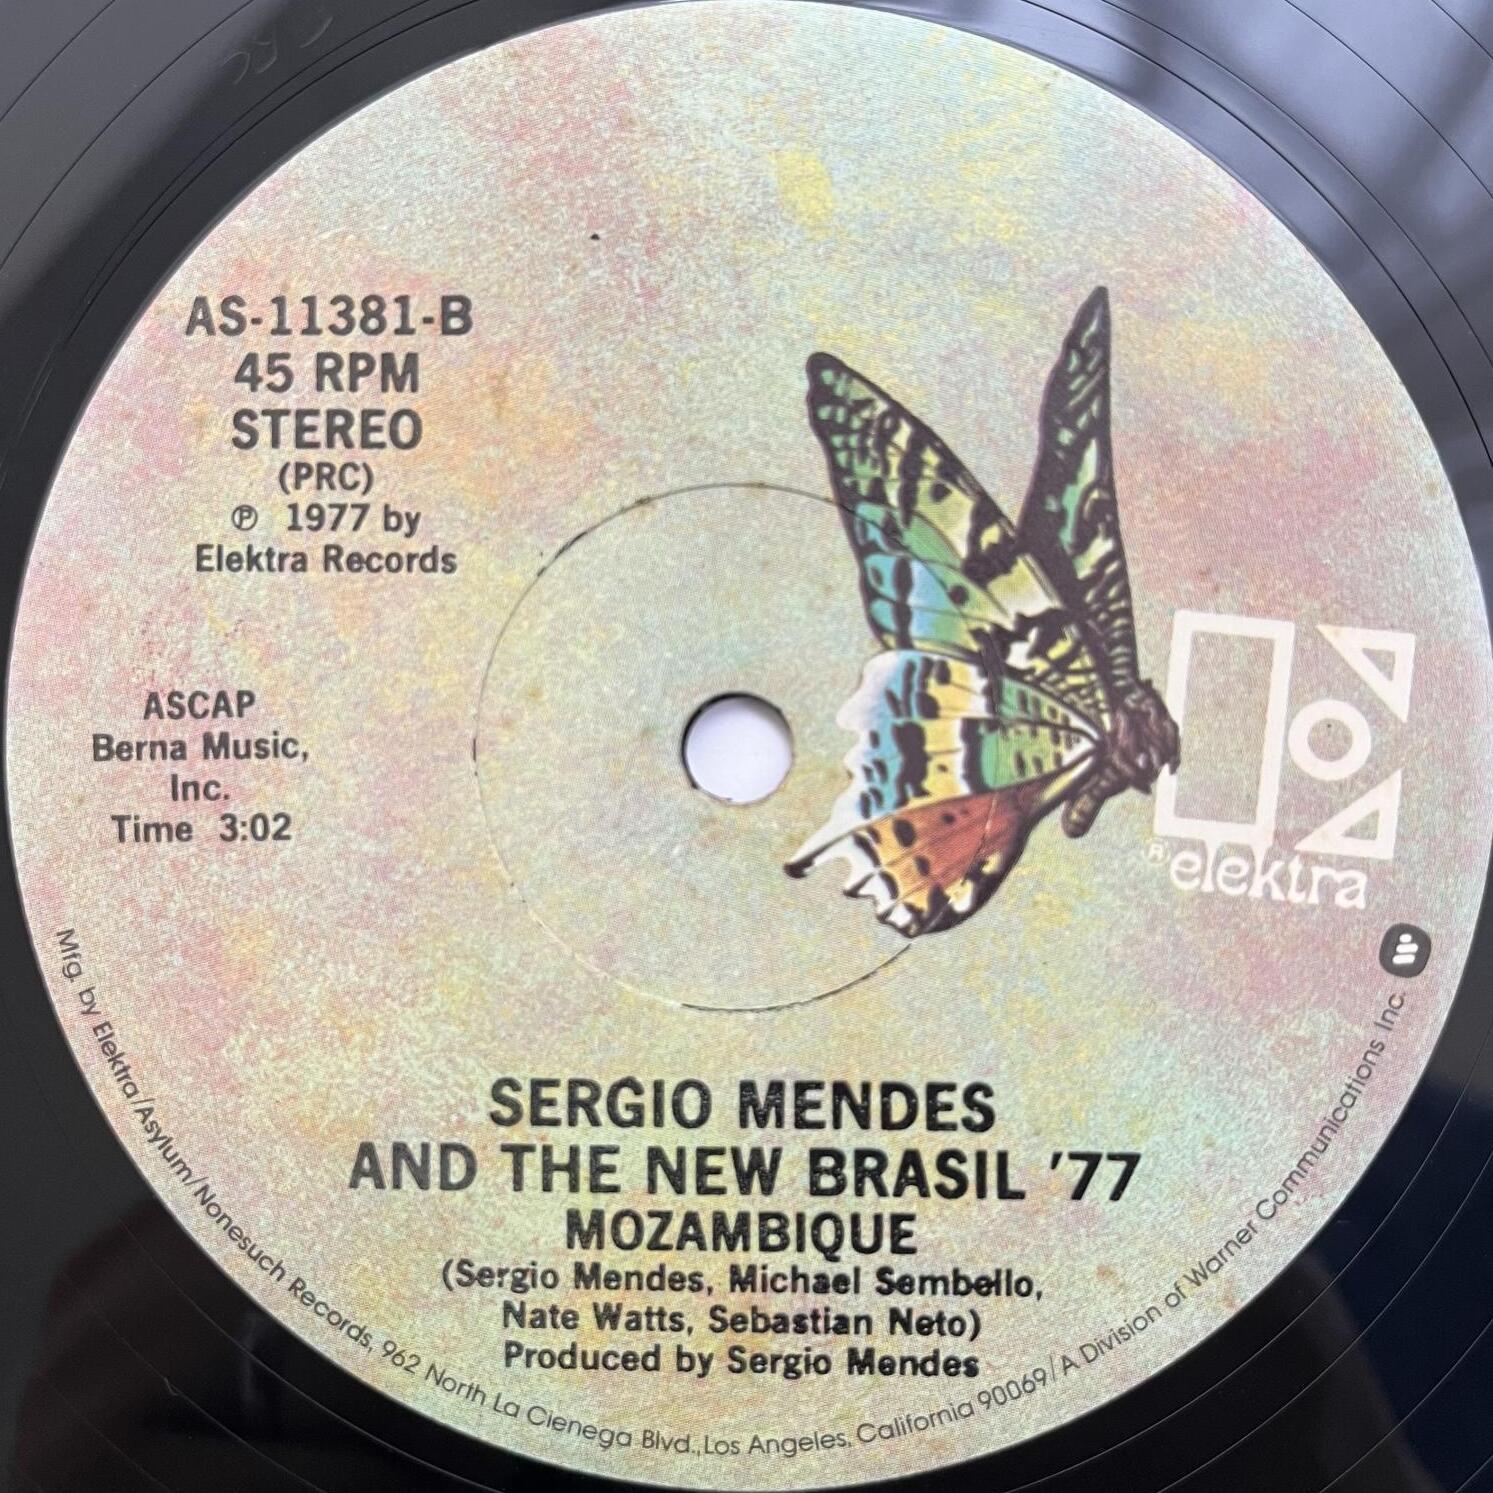 AS-11381-B
45 RPM
STEREO
(PRC)
℗ 1977 by
Elektra Records
ASCAP
Berna Music,
Inc.
Time 3:02
® elektra
SERGIO MENDES
AND THE NEW BRASIL '77
MOZAMBIQUE
(Sergio Mendes, Michael Sembello,
Nate Watts, Sebastian Neto)
Produced by Sergio Mendes
Mfg. by Elektra/Asylum/Nonesuch Records, 962 North La Cienega Blvd., Los Angeles, California 90069/A Division of Warner Communications Inc.